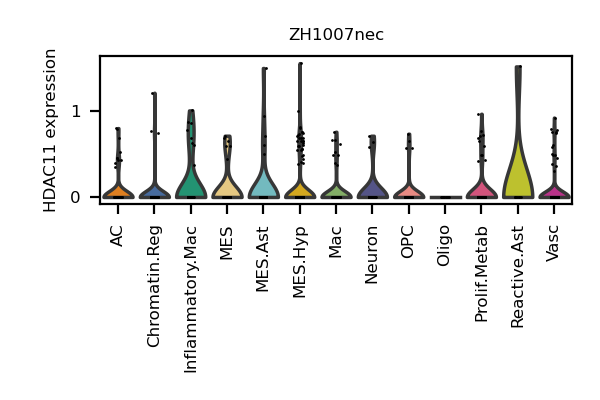 ZH1007nec
HDAC11 expression
1
0
AC
Chromatin.Reg
Inflammatory.Mac
MES
MES.Ast
MES.Hyp
Mac
Neuron
OPC
Oligo
Prolif.Metab
Reactive.Ast
Vasc